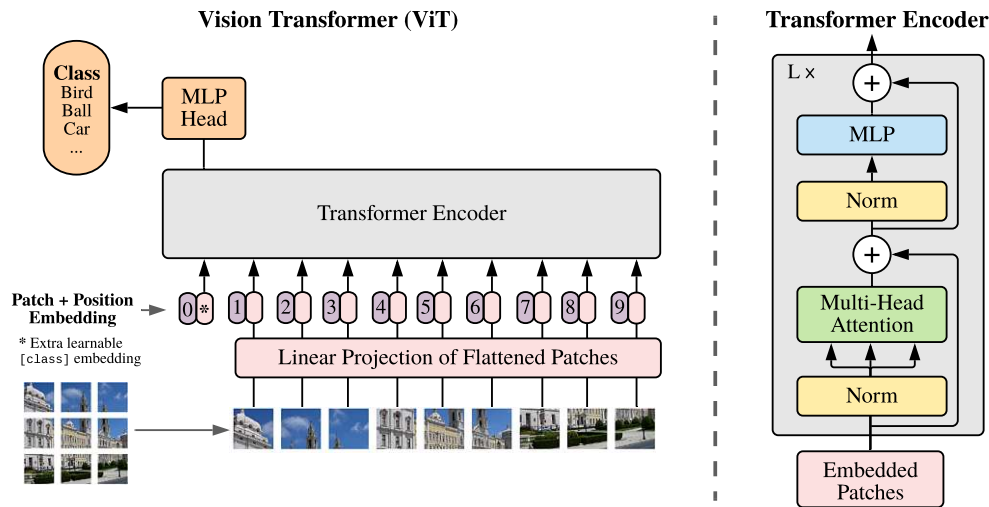 Vision Transformer (ViT)
Class
Bird
Ball
Car
...
MLP
Head
Transformer Encoder
Patch + Position
Embedding
* Extra learnable
[class] embedding
0 * 1 2 3 4 5 6 7 8 9
Linear Projection of Flattened Patches
Transformer Encoder
L ×
+
MLP
Norm
+
Multi-Head
Attention
Norm
Embedded
Patches